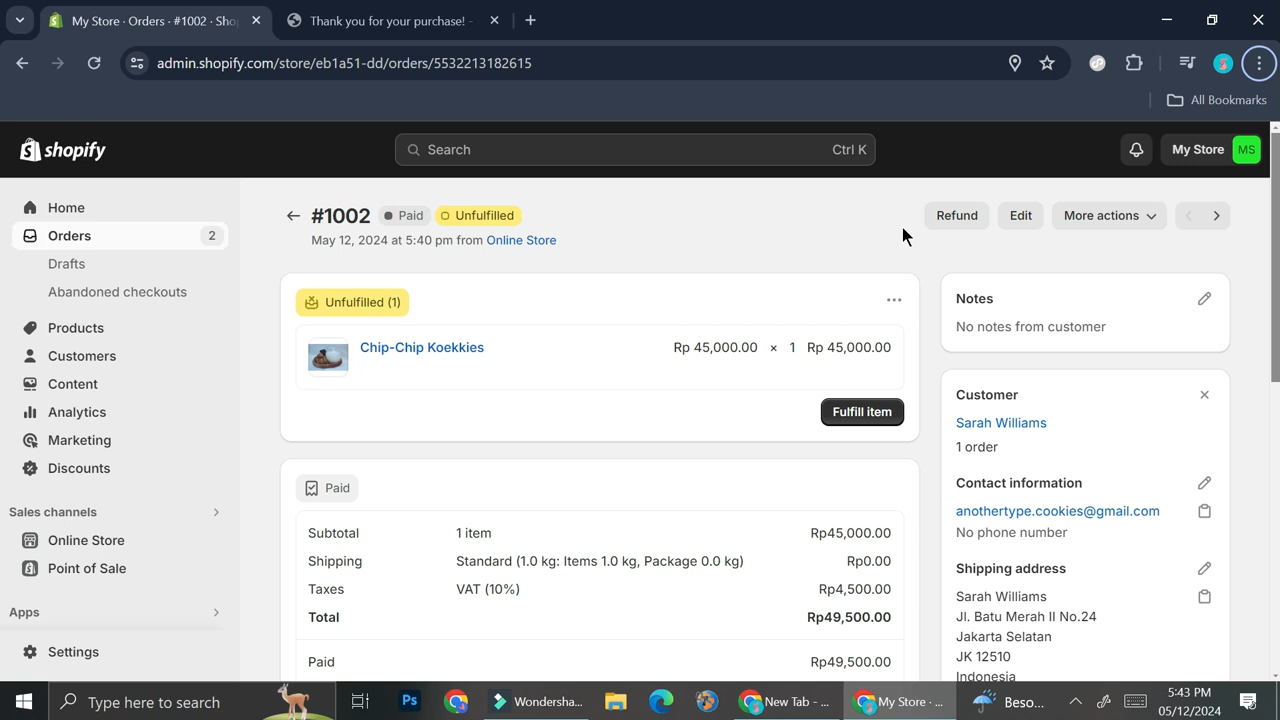 My Store · Orders · #1002 · Sho
Thank you for your purchase! -
admin.shopify.com/store/eb1a51-dd/orders/5532213182615
All Bookmarks
shopify
Search
Ctrl K
My Store
MS
Home
Orders
2
Drafts
Abandoned checkouts
Products
Customers
Content
Analytics
Marketing
Discounts
Sales channels
Online Store
Point of Sale
Apps
Settings
#1002
Paid
Unfulfilled
Refund
Edit
More actions
May 12, 2024 at 5:40 pm from Online Store
Unfulfilled (1)
Chip-Chip Koekkies
Rp 45,000.00 × 1 Rp 45,000.00
Fulfill item
Paid
Subtotal 1 item Rp45,000.00
Shipping Standard (1.0 kg: Items 1.0 kg, Package 0.0 kg) Rp0.00
Taxes VAT (10%) Rp4,500.00
Total Rp49,500.00
Paid Rp49,500.00
Notes
No notes from customer
Customer
Sarah Williams
1 order
Contact information
anothertype.cookies@gmail.com
No phone number
Shipping address
Sarah Williams
Jl. Batu Merah II No.24
Jakarta Selatan
JK 12510
Indonesia
Type here to search
Ps
Wondersha...
New Tab - ...
My Store · ...
Beso...
5:43 PM
05/12/2024